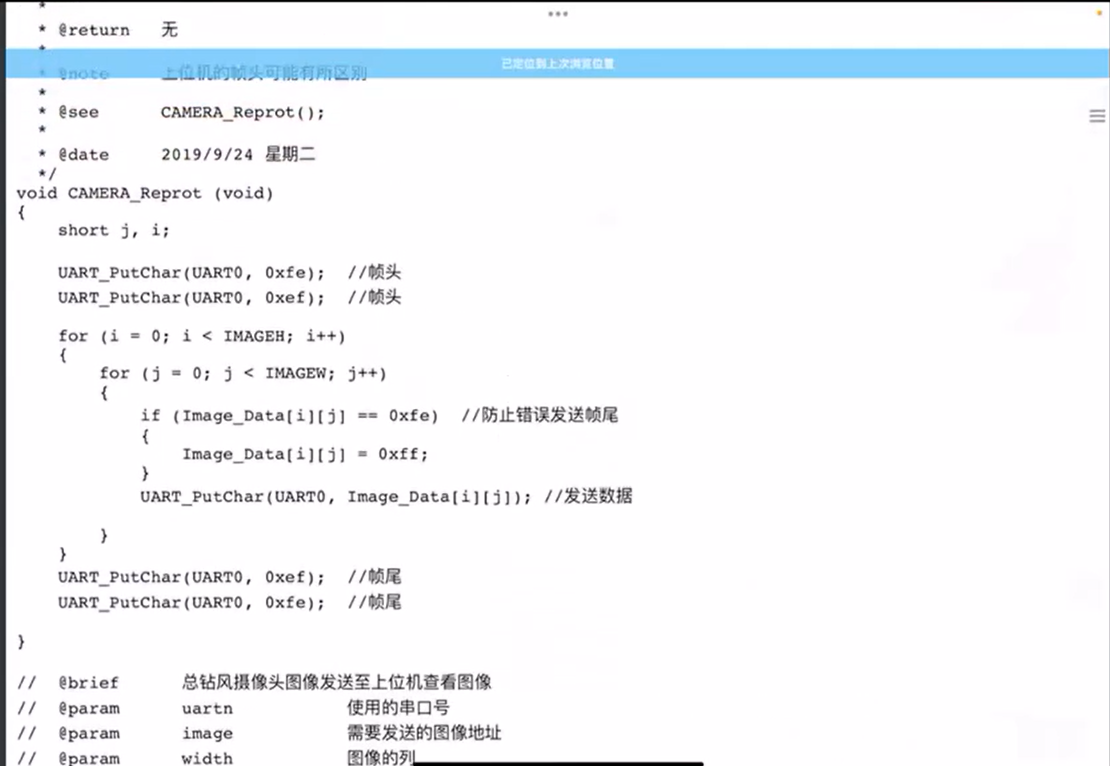 *
* @return 无
*
已定位到上次浏览位置
* @note 上位机的帧头可能有所区别
*
* @see CAMERA_Reprot();
*
* @date 2019/9/24 星期二
*/
void CAMERA_Reprot (void)
{
short j, i;
UART_PutChar(UART0, 0xfe); //帧头
UART_PutChar(UART0, 0xef); //帧头
for (i = 0; i < IMAGEH; i++)
{
for (j = 0; j < IMAGEW; j++)
{
if (Image_Data[i][j] == 0xfe) //防止错误发送帧尾
{
Image_Data[i][j] = 0xff;
}
UART_PutChar(UART0, Image_Data[i][j]); //发送数据
}
}
UART_PutChar(UART0, 0xef); //帧尾
UART_PutChar(UART0, 0xfe); //帧尾
}
// @brief 总钻风摄像头图像发送至上位机查看图像
// @param uartn 使用的串口号
// @param image 需要发送的图像地址
// @param width 图像的列